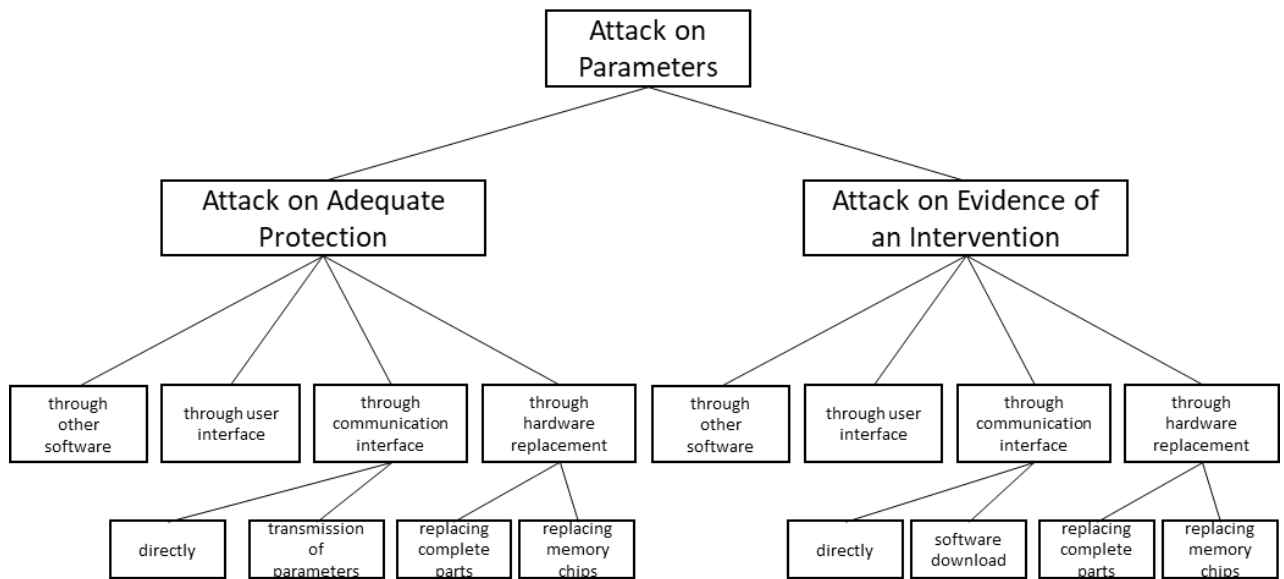 Attack on
Parameters
Attack on Adequate
Protection
Attack on Evidence of
an Intervention
through
other
software
through user
interface
through
communication
interface
through
hardware
replacement
through
other
software
through user
interface
through
communication
interface
through
hardware
replacement
directly
transmission
of
parameters
replacing
complete
parts
replacing
memory
chips
directly
software
download
replacing
complete
parts
replacing
memory
chips